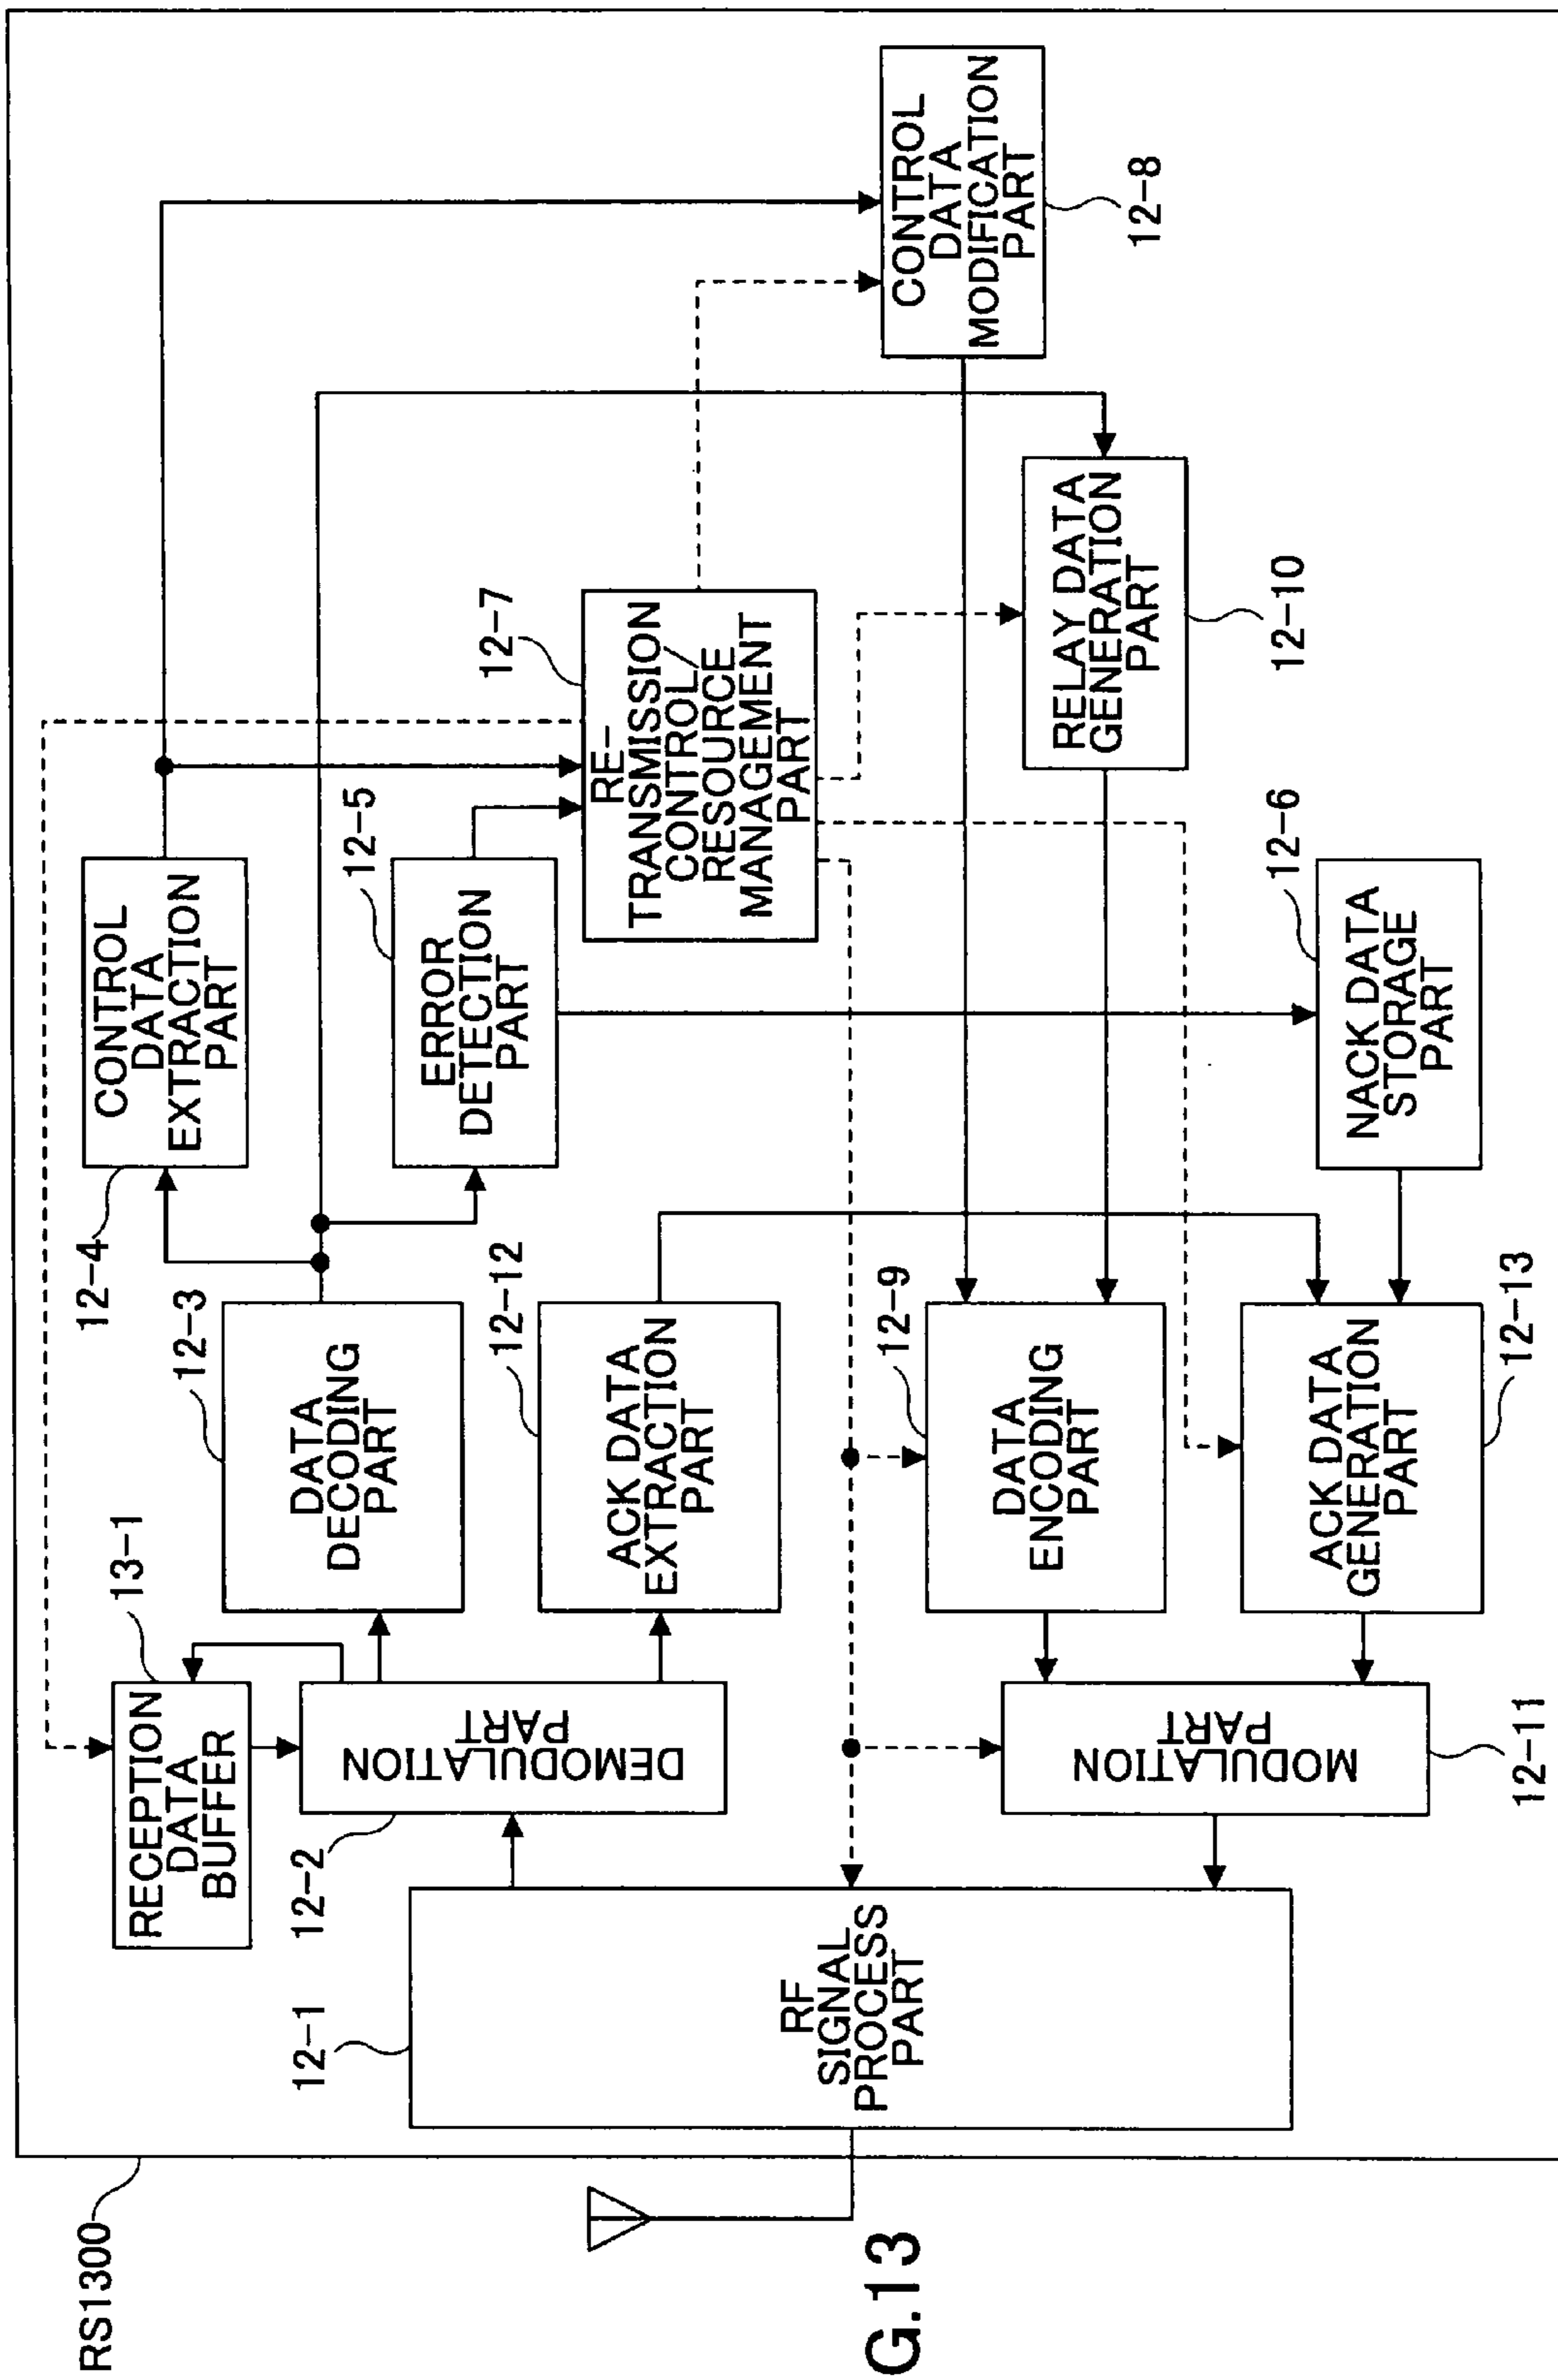 RS1300
12-1
RF
SIGNAL
PROCESS
PART
RECEPTION
DATA
BUFFER
13-1
12-2
DEMODULATION
PART
12-3
DATA
DECODING
PART
12-12
ACK DATA
EXTRACTION
PART
12-4
CONTROL
DATA
EXTRACTION
PART
12-5
ERROR
DETECTION
PART
12-7
RE-
TRANSMISSION
CONTROL/
RESOURCE
MANAGEMENT
PART
CONTROL
DATA
MODIFICATION
PART
12-8
RELAY DATA
GENERATION
PART
12-10
12-6
NACK DATA
STORAGE
PART
12-9
DATA
ENCODING
PART
ACK DATA
GENERATION
PART
12-13
MODULATION
PART
12-11
G.13